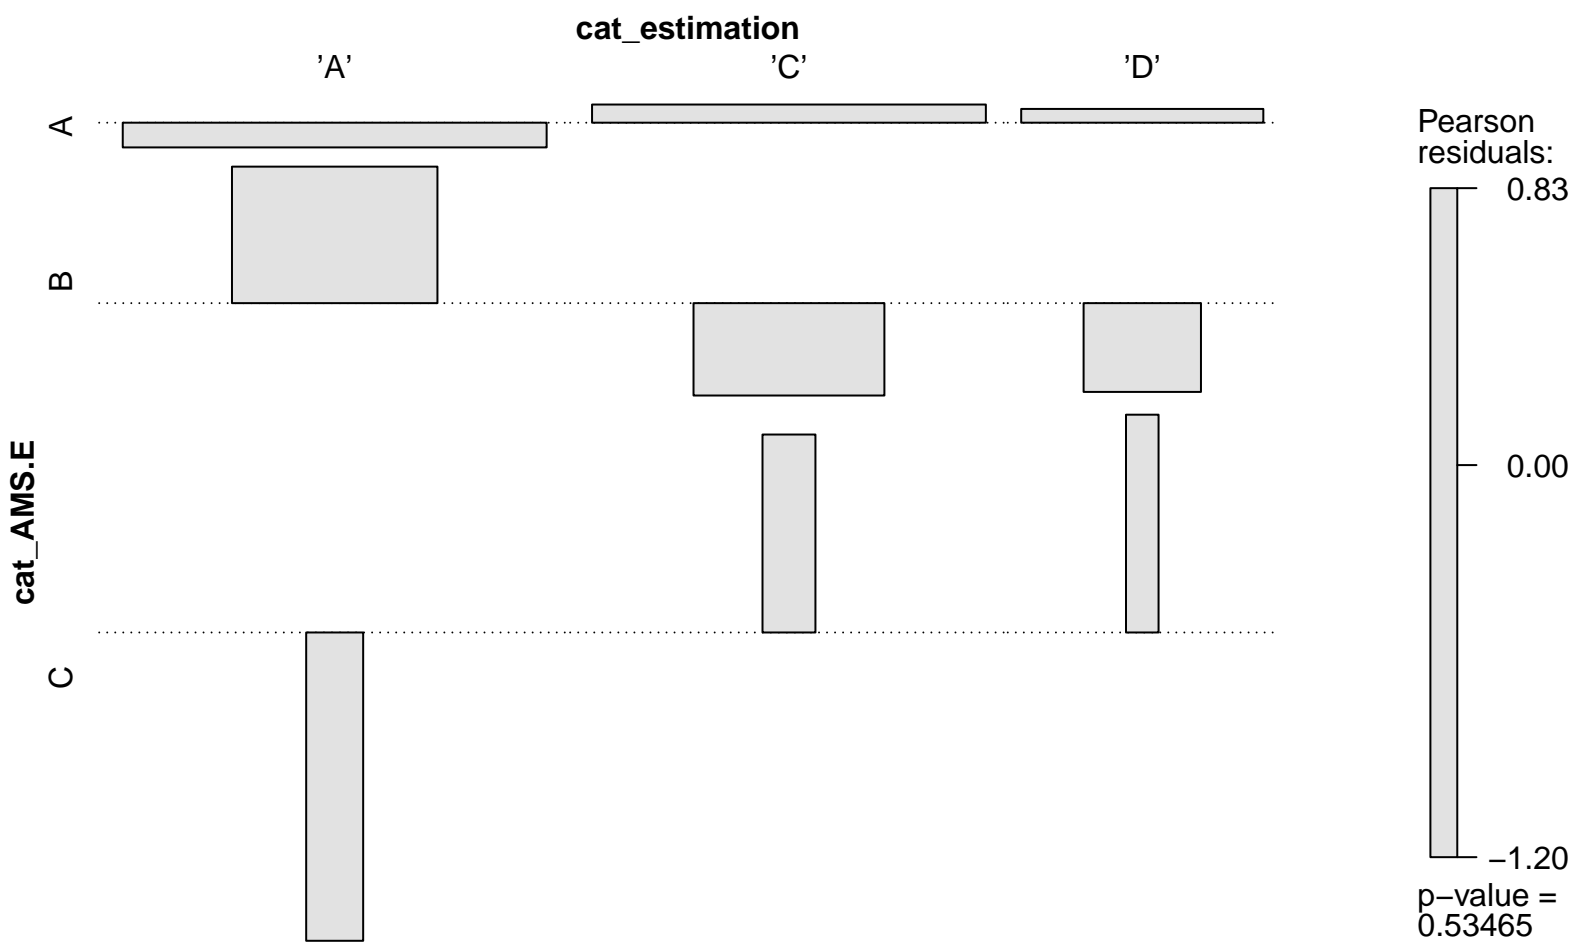 cat_estimation
’A’
’C’
’D’
A
B
C
cat_AMS.E
Pearson
residuals:
0.83
0.00
−1.20
p−value =
0.53465